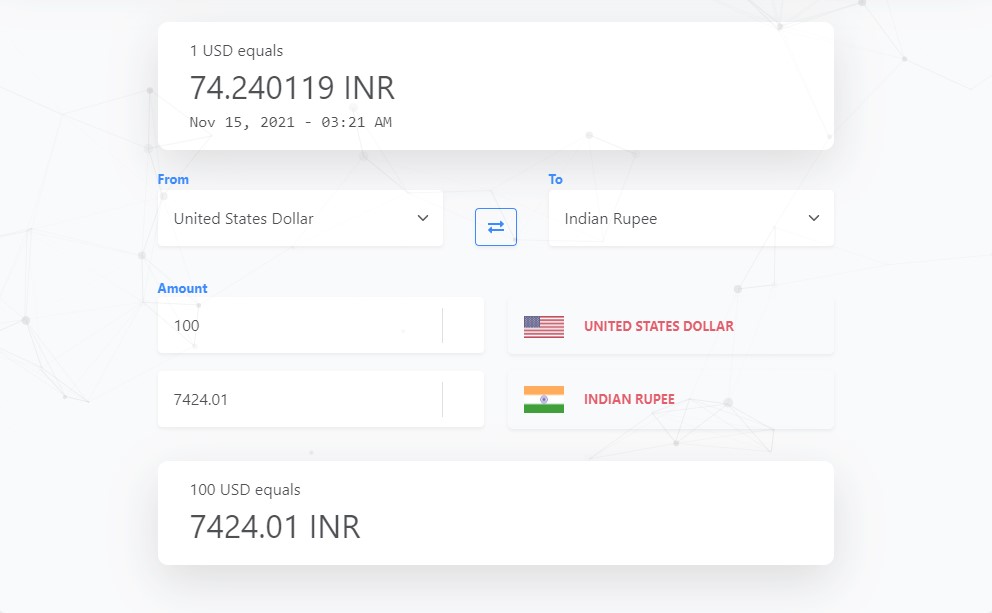 1 USD equals
74.240119 INR
Nov 15, 2021 - 03:21 AM
From
To
United States Dollar
Indian Rupee
Amount
100
UNITED STATES DOLLAR
7424.01
INDIAN RUPEE
100 USD equals
7424.01 INR